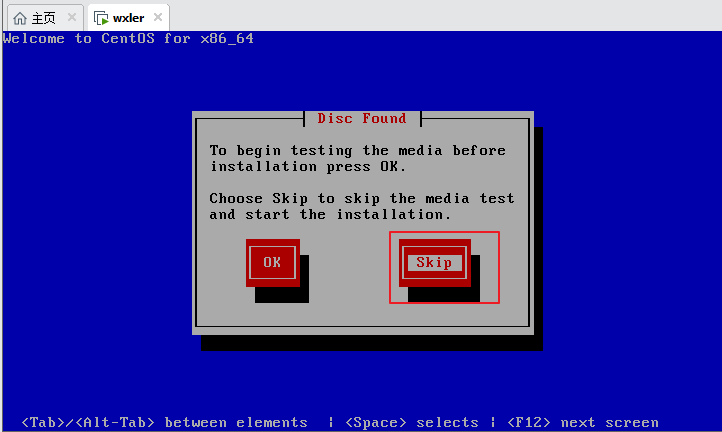 主页 wxler
Welcome to CentOS for x86_64
Disc Found
To begin testing the media before
installation press OK.
Choose Skip to skip the media test
and start the installation.
OK Skip
<Tab>/<Alt-Tab> between elements | <Space> selects | <F12> next screen